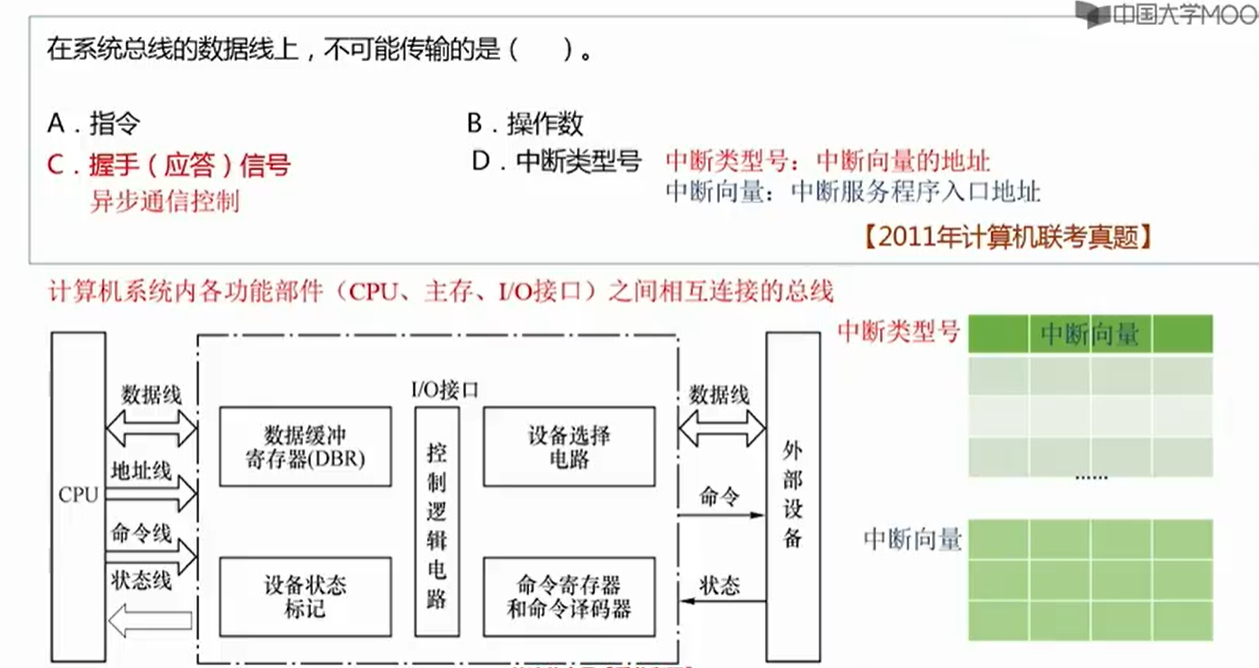 中国大学MOO
在系统总线的数据线上，不可能传输的是（ ）。
A．指令
B．操作数
C．握手（应答）信号
D．中断类型号
中断类型号：中断向量的地址
异步通信控制
中断向量：中断服务程序入口地址
【2011年计算机联考真题】
计算机系统内各功能部件（CPU、主存、I/O接口）之间相互连接的总线
CPU
数据线
地址线
命令线
状态线
I/O接口
数据缓冲
寄存器(DBR)
设备状态
标记
控制逻辑电路
设备选择
电路
命令寄存器
和命令译码器
数据线
命令
状态
外部设备
中断类型号
中断向量
......
中断向量